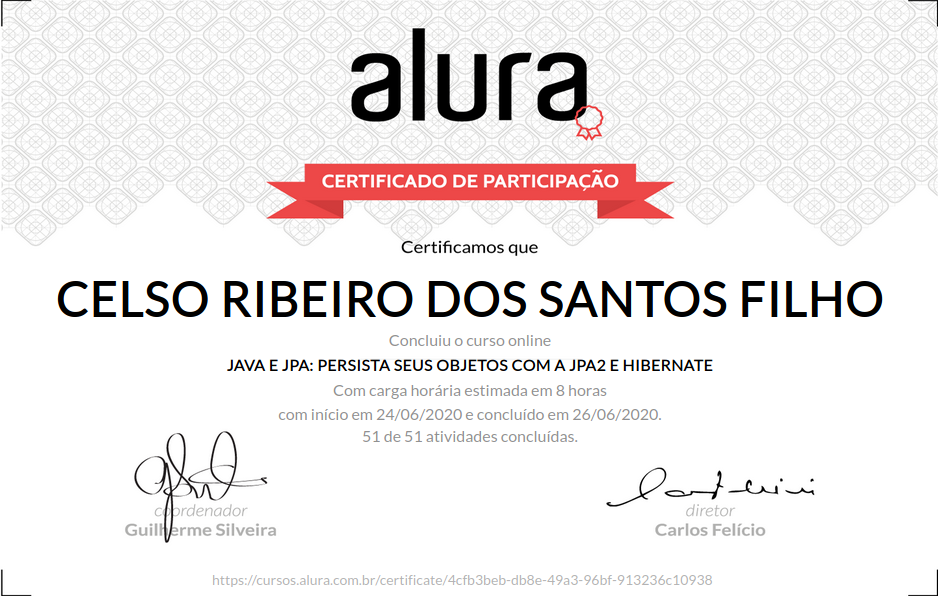 alura
CERTIFICADO DE PARTICIPAÇÃO
Certificamos que
CELSO RIBEIRO DOS SANTOS FILHO
Concluiu o curso online
JAVA E JPA: PERSISTA SEUS OBJETOS COM A JPA2 E HIBERNATE
Com carga horária estimada em 8 horas
com início em 24/06/2020 e concluído em 26/06/2020.
51 de 51 atividades concluídas.
coordenador
Guilherme Silveira
diretor
Carlos Felício
https://cursos.alura.com.br/certificate/4cfb3beb-db8e-49a3-96bf-913236c10938